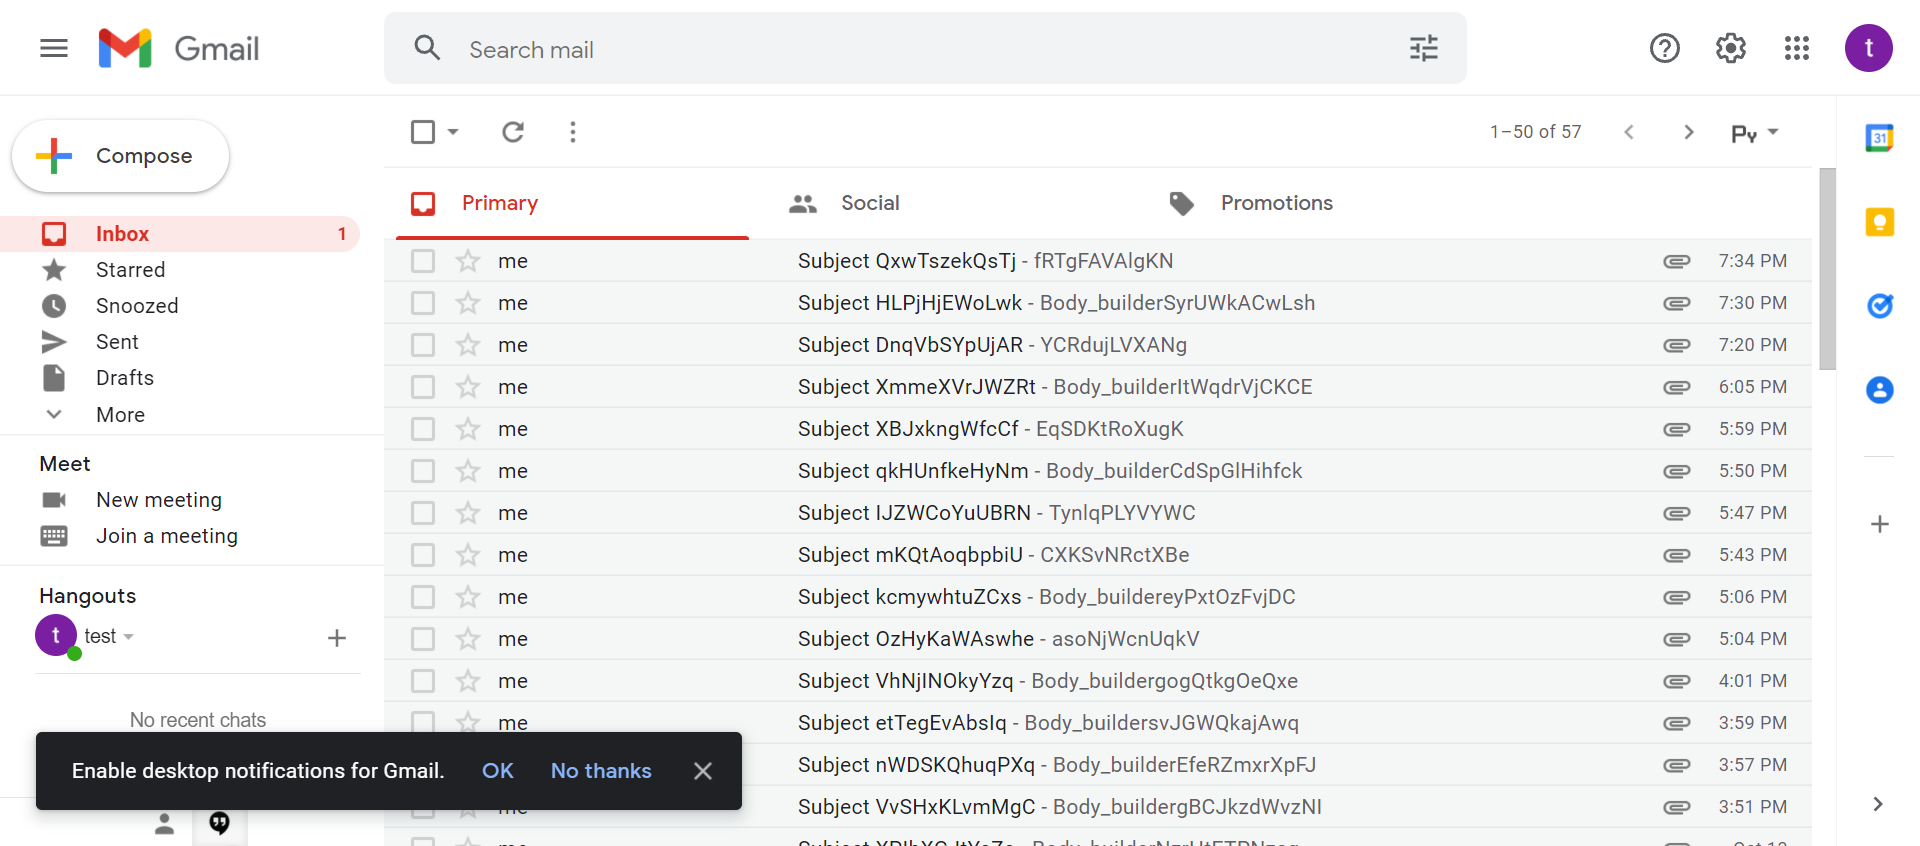 Gmail
Search mail
t
Compose
1–50 of 57
Py
31
Primary
Social
Promotions
Inbox 1
Starred
Snoozed
Sent
Drafts
More
Meet
New meeting
Join a meeting
Hangouts
t test
No recent chats
me Subject QxwTszekQsTj - fRTgFAVAlgKN 7:34 PM
me Subject HLPjHjEWoLwk - Body_builderSyrUWkACwLsh 7:30 PM
me Subject DnqVbSYpUjAR - YCRdujLVXANg 7:20 PM
me Subject XmmeXVrJWZRt - Body_builderItWqdrVjCKCE 6:05 PM
me Subject XBJxkngWfcCf - EqSDKtRoXugK 5:59 PM
me Subject qkHUnfkeHyNm - Body_builderCdSpGlHihfck 5:50 PM
me Subject IJZWCoYuUBRN - TynlqPLYVYWC 5:47 PM
me Subject mKQtAoqbpbiU - CXKSvNRctXBe 5:43 PM
me Subject kcmywhtuZCxs - Body_buildereyPxtOzFvjDC 5:06 PM
me Subject OzHyKaWAswhe - asoNjWcnUqkV 5:04 PM
me Subject VhNjINOkyYzq - Body_buildergogQtkgOeQxe 4:01 PM
me Subject etTegEvAbsIq - Body_buildersvJGWQkajAwq 3:59 PM
Subject nWDSKQhuqPXq - Body_builderEfeRZmxrXpFJ 3:57 PM
me Subject VvSHxKLvmMgC - Body_buildergBCJkzdWvzNI 3:51 PM
Enable desktop notifications for Gmail. OK No thanks